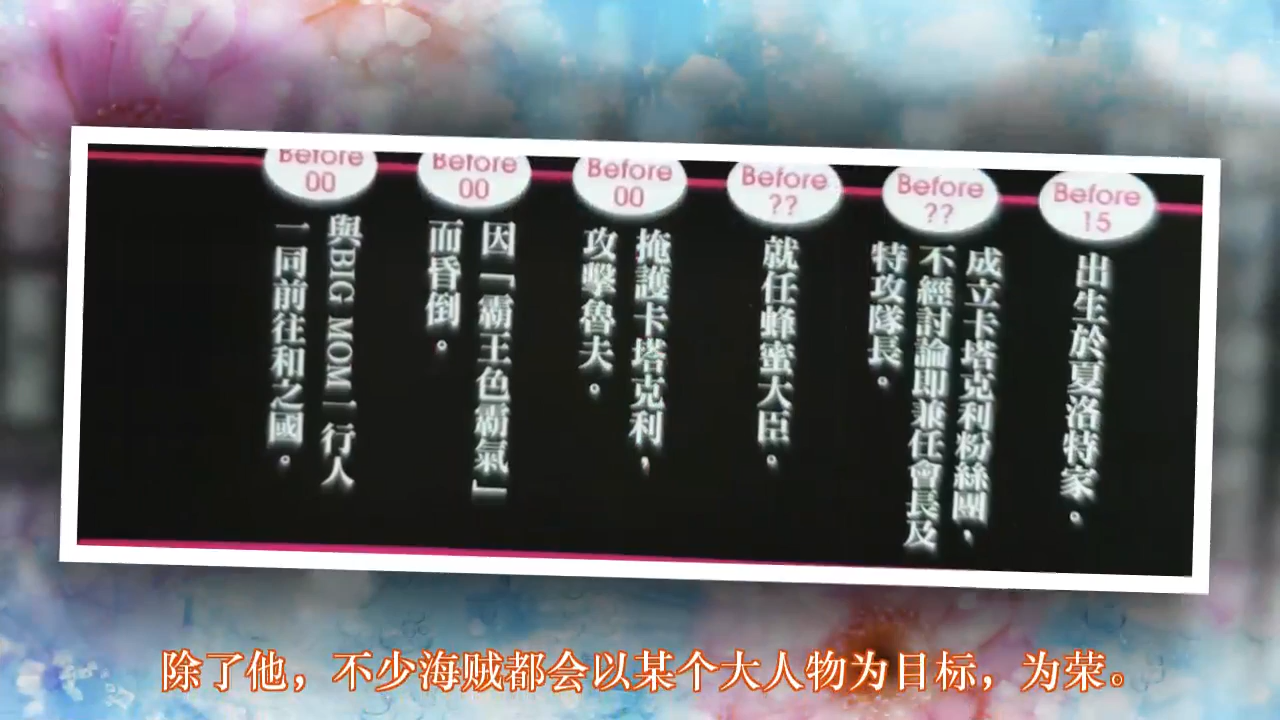 Before
15
出生於夏洛特家。
Before
??
成立卡塔克利粉絲團，
不經討論即兼任會長及
特攻隊長。
Before
??
就任蜂蜜大臣。
Before
00
掩護卡塔克利，
攻擊魯夫。
Before
00
因「霸王色霸氣」
而昏倒。
Before
00
與BIG MOM一行人
一同前往和之國。
除了他，不少海贼都会以某个大人物为目标，为荣。